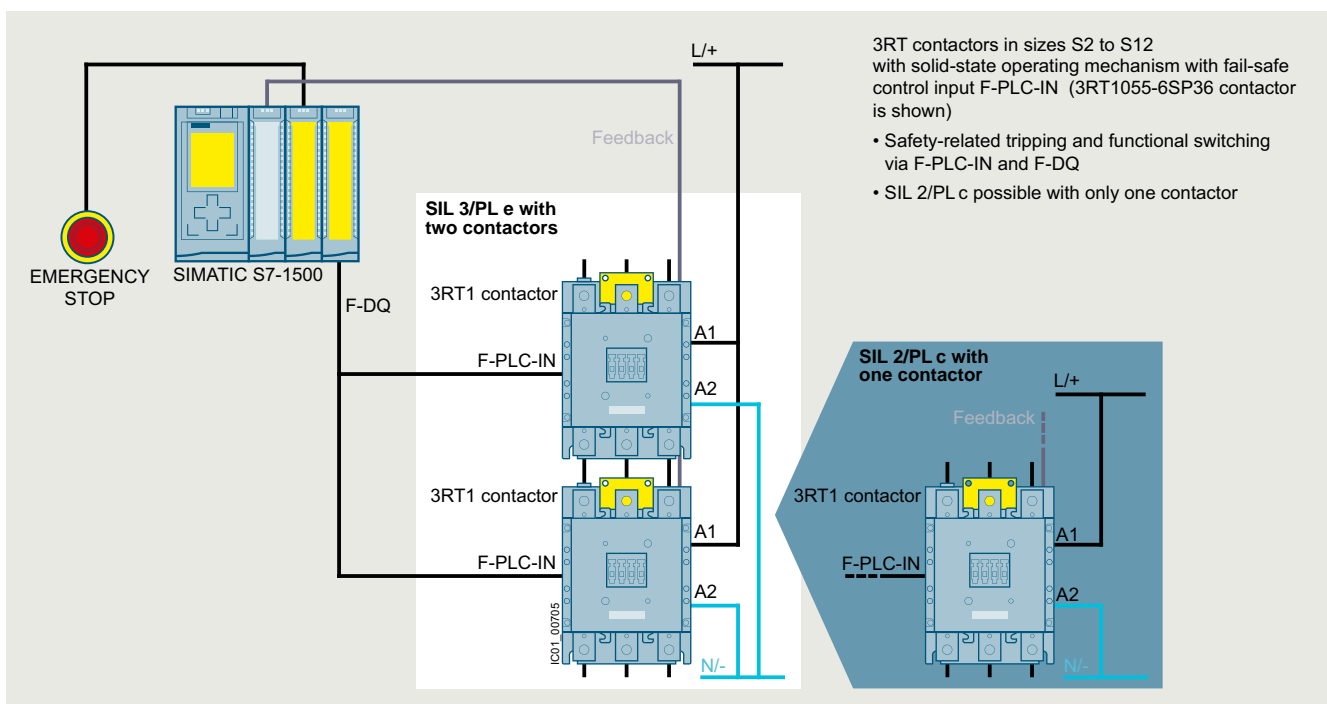 L/+
3RT contactors in sizes S2 to S12
with solid-state operating mechanism with fail-safe
control input F-PLC-IN (3RT1055-6SP36 contactor
is shown)
• Safety-related tripping and functional switching
via F-PLC-IN and F-DQ
• SIL 2/PL c possible with only one contactor
Feedback
EMERGENCY
STOP
SIMATIC S7-1500
F-DQ
SIL 3/PL e with
two contactors
3RT1 contactor
A1
F-PLC-IN
A2
3RT1 contactor
A1
F-PLC-IN
A2
IC01_00705
N/-
SIL 2/PL c with
one contactor
L/+
Feedback
3RT1 contactor
A1
F-PLC-IN
A2
N/-